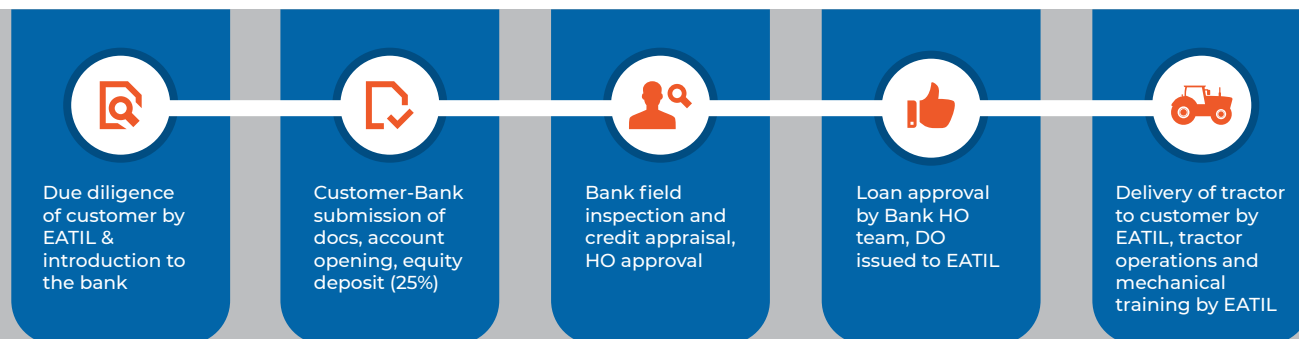 Due diligence
of customer by
EATIL &
introduction to
the bank
Customer-Bank
submission of
docs, account
opening, equity
deposit (25%)
Bank field
inspection and
credit appraisal,
HO approval
Loan approval
by Bank HO
team, DO
issued to EATIL
Delivery of tractor
to customer by
EATIL, tractor
operations and
mechanical
training by EATIL